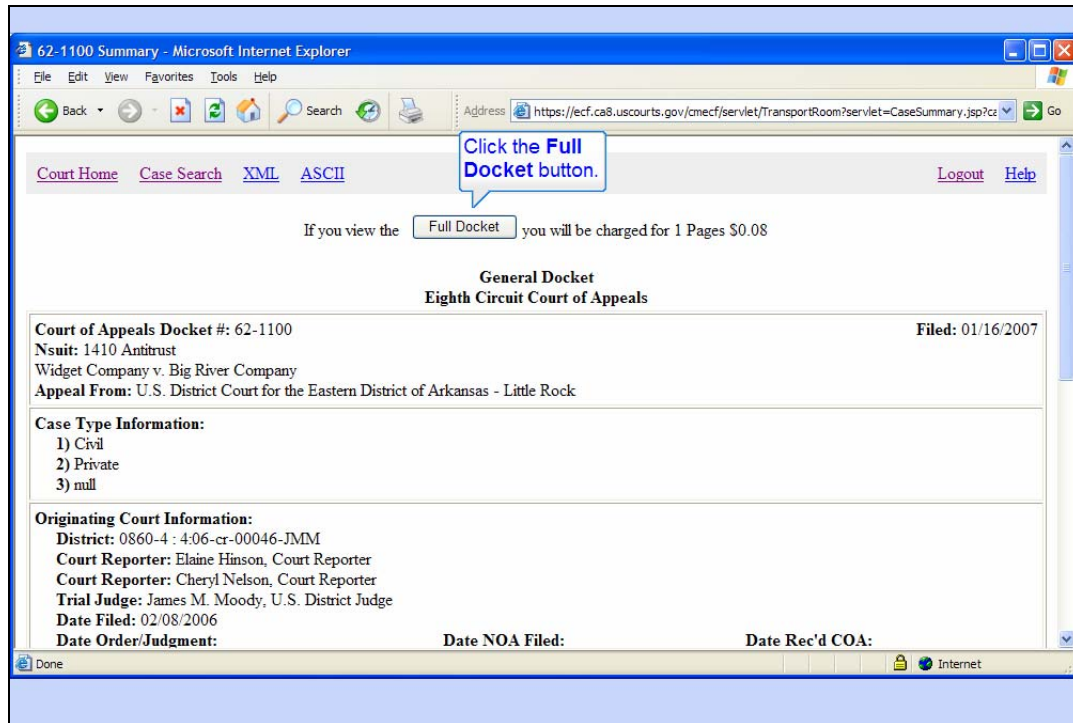 62-1100 Summary - Microsoft Internet Explorer
File Edit View Favorites Tools Help
Back Search Address https://ecf.ca8.uscourts.gov/cmecf/servlet/TransportRoom?servlet=CaseSummary.jsp?ca Go
Click the Full
Docket button.
Court Home Case Search XML ASCII Logout Help
If you view the Full Docket you will be charged for 1 Pages $0.08
General Docket
Eighth Circuit Court of Appeals
Court of Appeals Docket #: 62-1100 Filed: 01/16/2007
Nsuit: 1410 Antitrust
Widget Company v. Big River Company
Appeal From: U.S. District Court for the Eastern District of Arkansas - Little Rock
Case Type Information:
1) Civil
2) Private
3) null
Originating Court Information:
District: 0860-4 : 4:06-cr-00046-JMM
Court Reporter: Elaine Hinson, Court Reporter
Court Reporter: Cheryl Nelson, Court Reporter
Trial Judge: James M. Moody, U.S. District Judge
Date Filed: 02/08/2006
Date Order/Judgment: Date NOA Filed: Date Rec'd COA:
Done Internet